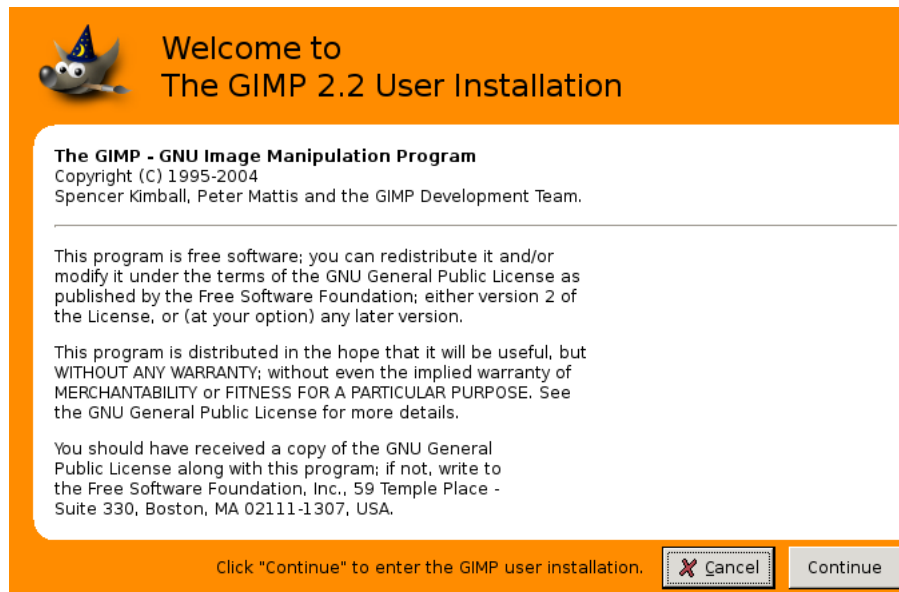 Welcome to
The GIMP 2.2 User Installation
The GIMP - GNU Image Manipulation Program
Copyright (C) 1995-2004
Spencer Kimball, Peter Mattis and the GIMP Development Team.
This program is free software; you can redistribute it and/or
modify it under the terms of the GNU General Public License as
published by the Free Software Foundation; either version 2 of
the License, or (at your option) any later version.
This program is distributed in the hope that it will be useful, but
WITHOUT ANY WARRANTY; without even the implied warranty of
MERCHANTABILITY or FITNESS FOR A PARTICULAR PURPOSE. See
the GNU General Public License for more details.
You should have received a copy of the GNU General
Public License along with this program; if not, write to
the Free Software Foundation, Inc., 59 Temple Place -
Suite 330, Boston, MA 02111-1307, USA.
Click "Continue" to enter the GIMP user installation.
Cancel
Continue